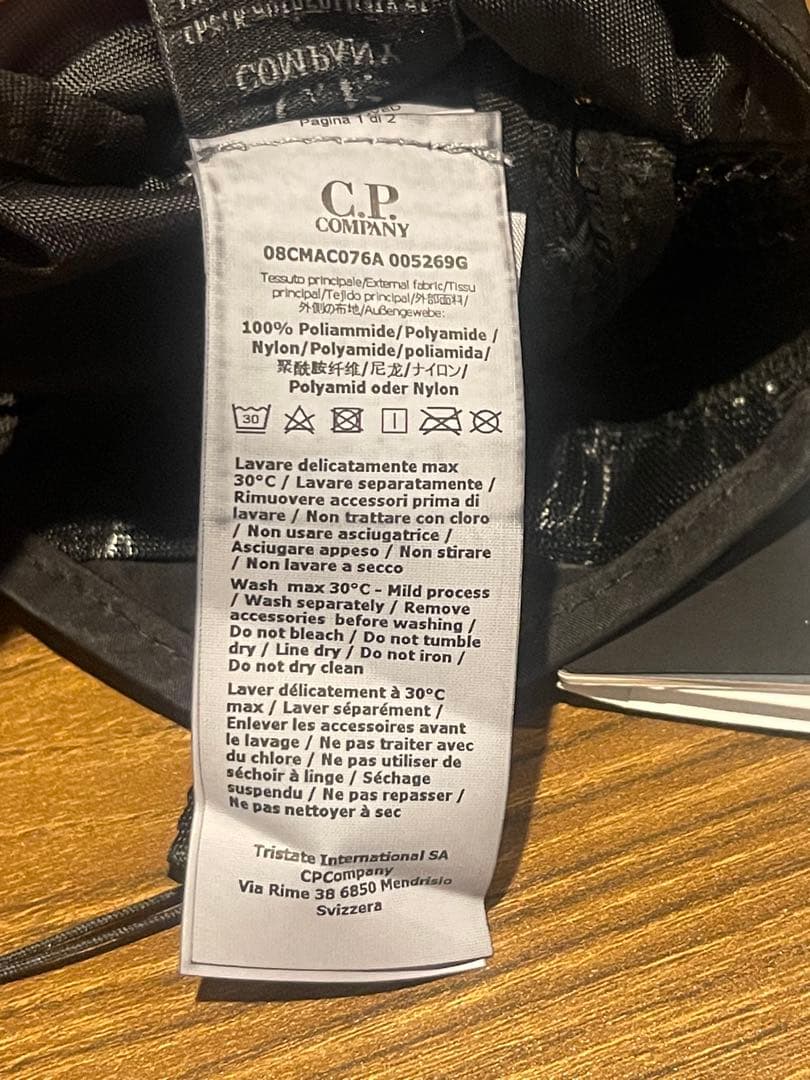 COMPANY
Pagina 1 di 2
C.P.
COMPANY
08CMAC076A 005269G
Tessuto principale/External fabric/Tissu
principal/Tejido principal/外部面料/
外側の布地/Außengewebe:
100% Poliammide/Polyamide /
Nylon/Polyamide/poliamida/
聚酰胺纤维/尼龙/ナイロン/
Polyamid oder Nylon
30
Lavare delicatamente max
30°C / Lavare separatamente /
Rimuovere accessori prima di
lavare / Non trattare con cloro
/ Non usare asciugatrice /
Asciugare appeso / Non stirare
/ Non lavare a secco
Wash max 30°C - Mild process
/ Wash separately / Remove
accessories before washing /
Do not bleach / Do not tumble
dry / Line dry / Do not iron /
Do not dry clean
Laver délicatement à 30°C
max / Laver séparément /
Enlever les accessoires avant
le lavage / Ne pas traiter avec
du chlore / Ne pas utiliser de
séchoir à linge / Séchage
suspendu / Ne pas repasser /
Ne pas nettoyer à sec
Tristate International SA
CPCompany
Via Rime 38 6850 Mendrisio
Svizzera